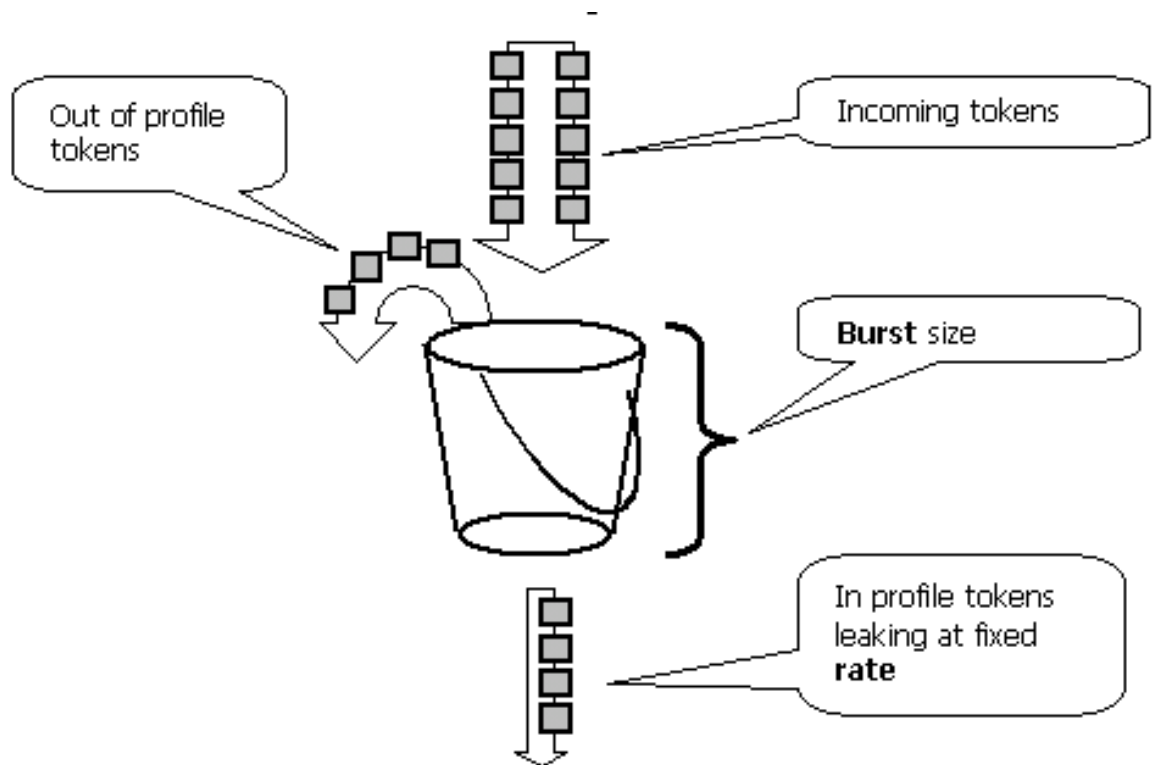 Out of profile
tokens
Incoming tokens
Burst size
In profile tokens
leaking at fixed
rate